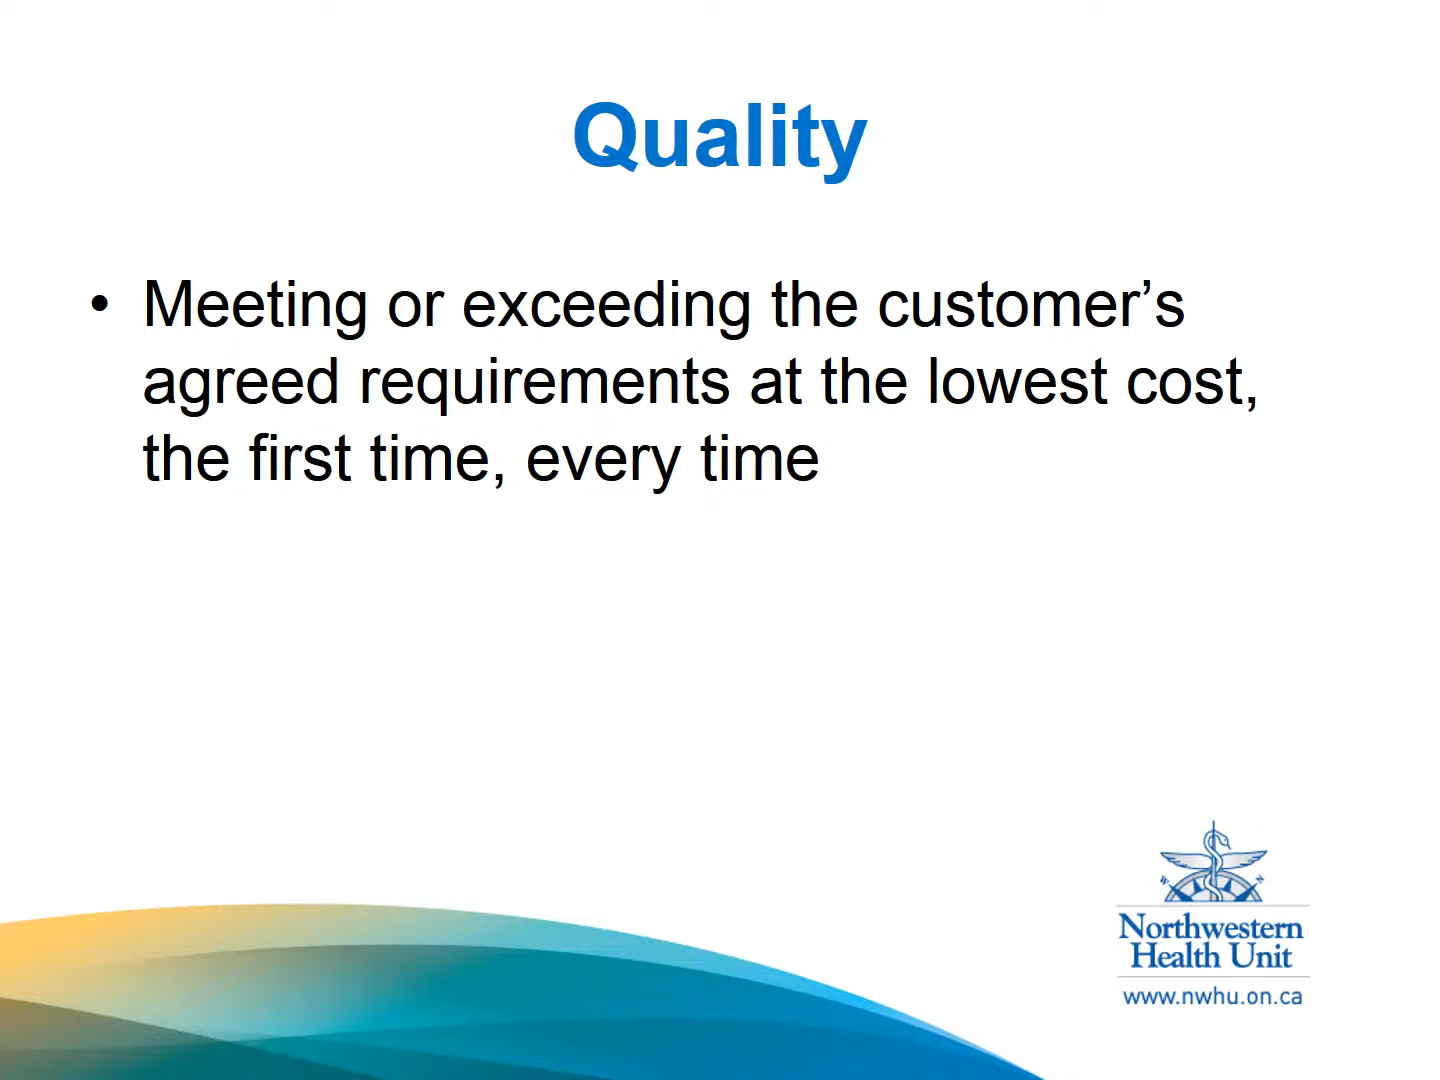 Quality
• Meeting or exceeding the customer’s
agreed requirements at the lowest cost,
the first time, every time
W N
Northwestern
Health Unit
www.nwhu.on.ca